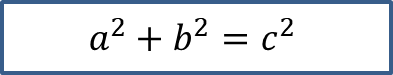 a² + b² = c²